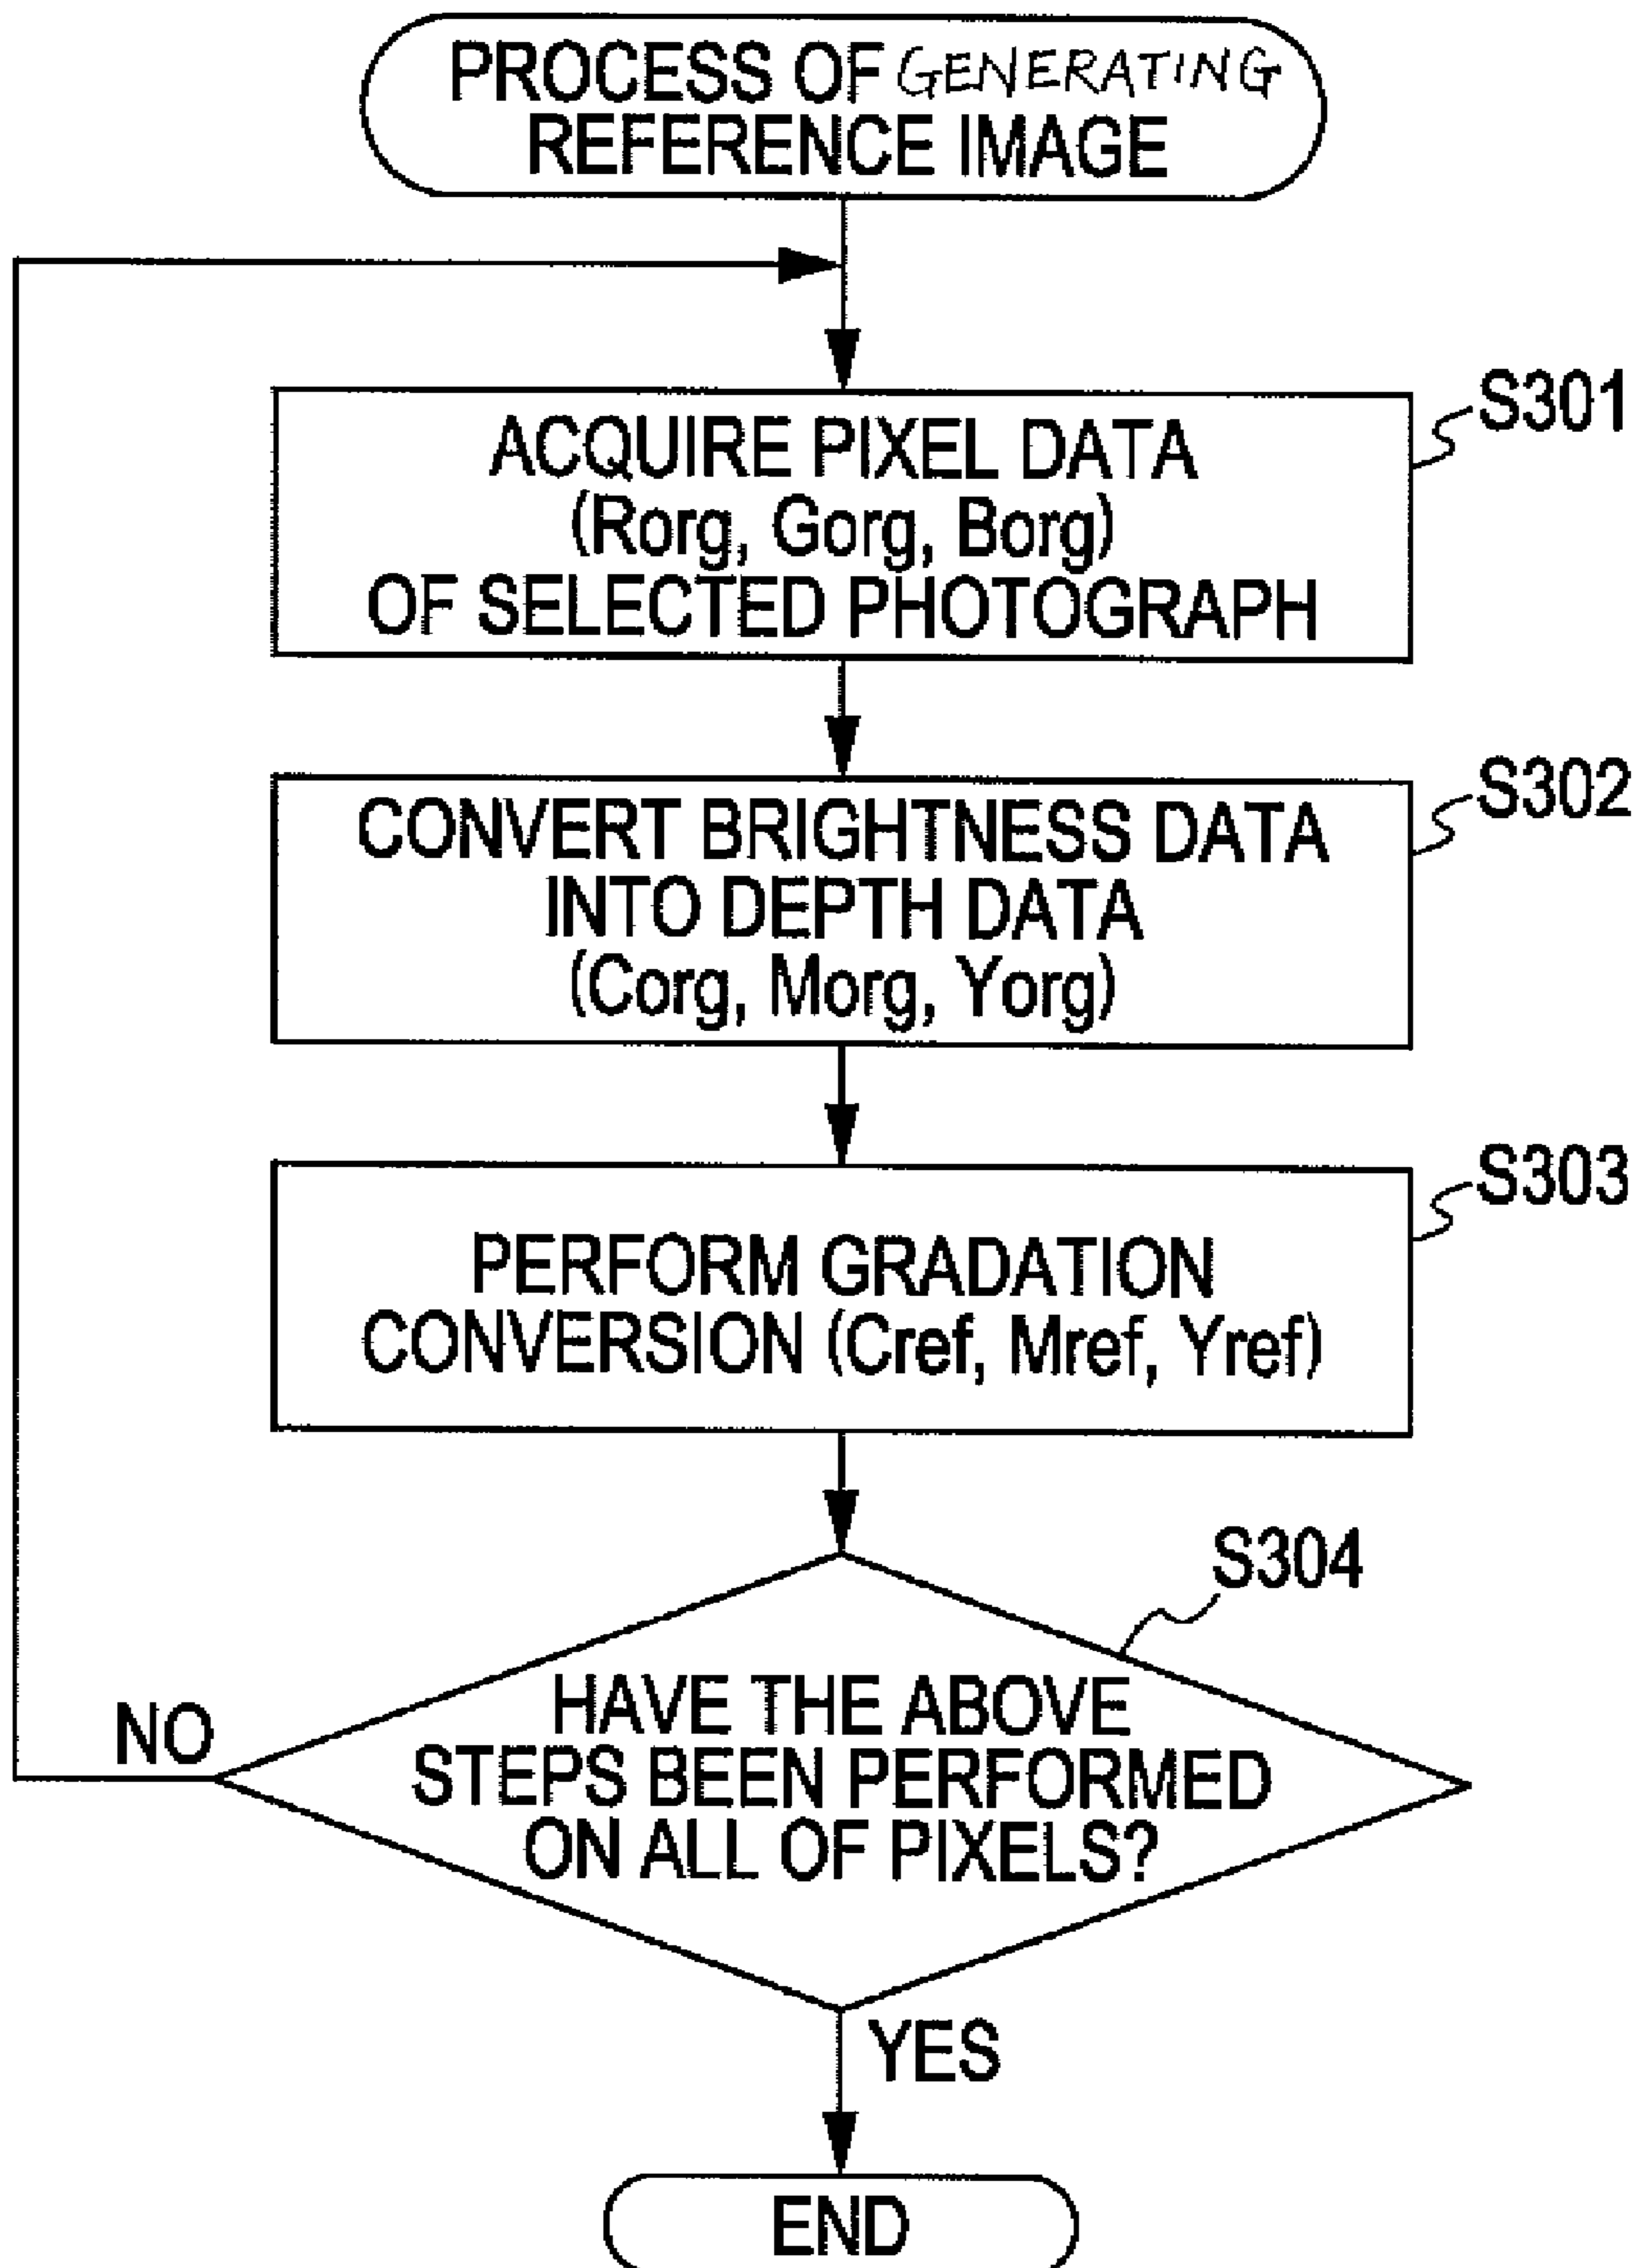 PROCESS OF GENERATING
REFERENCE IMAGE
S301
ACQUIRE PIXEL DATA
(Rorg, Gorg, Borg)
OF SELECTED PHOTOGRAPH
S302
CONVERT BRIGHTNESS DATA
INTO DEPTH DATA
(Corg, Morg, Yorg)
S303
PERFORM GRADATION
CONVERSION (Cref, Mref, Yref)
S304
HAVE THE ABOVE
STEPS BEEN PERFORMED
ON ALL OF PIXELS?
NO
YES
END